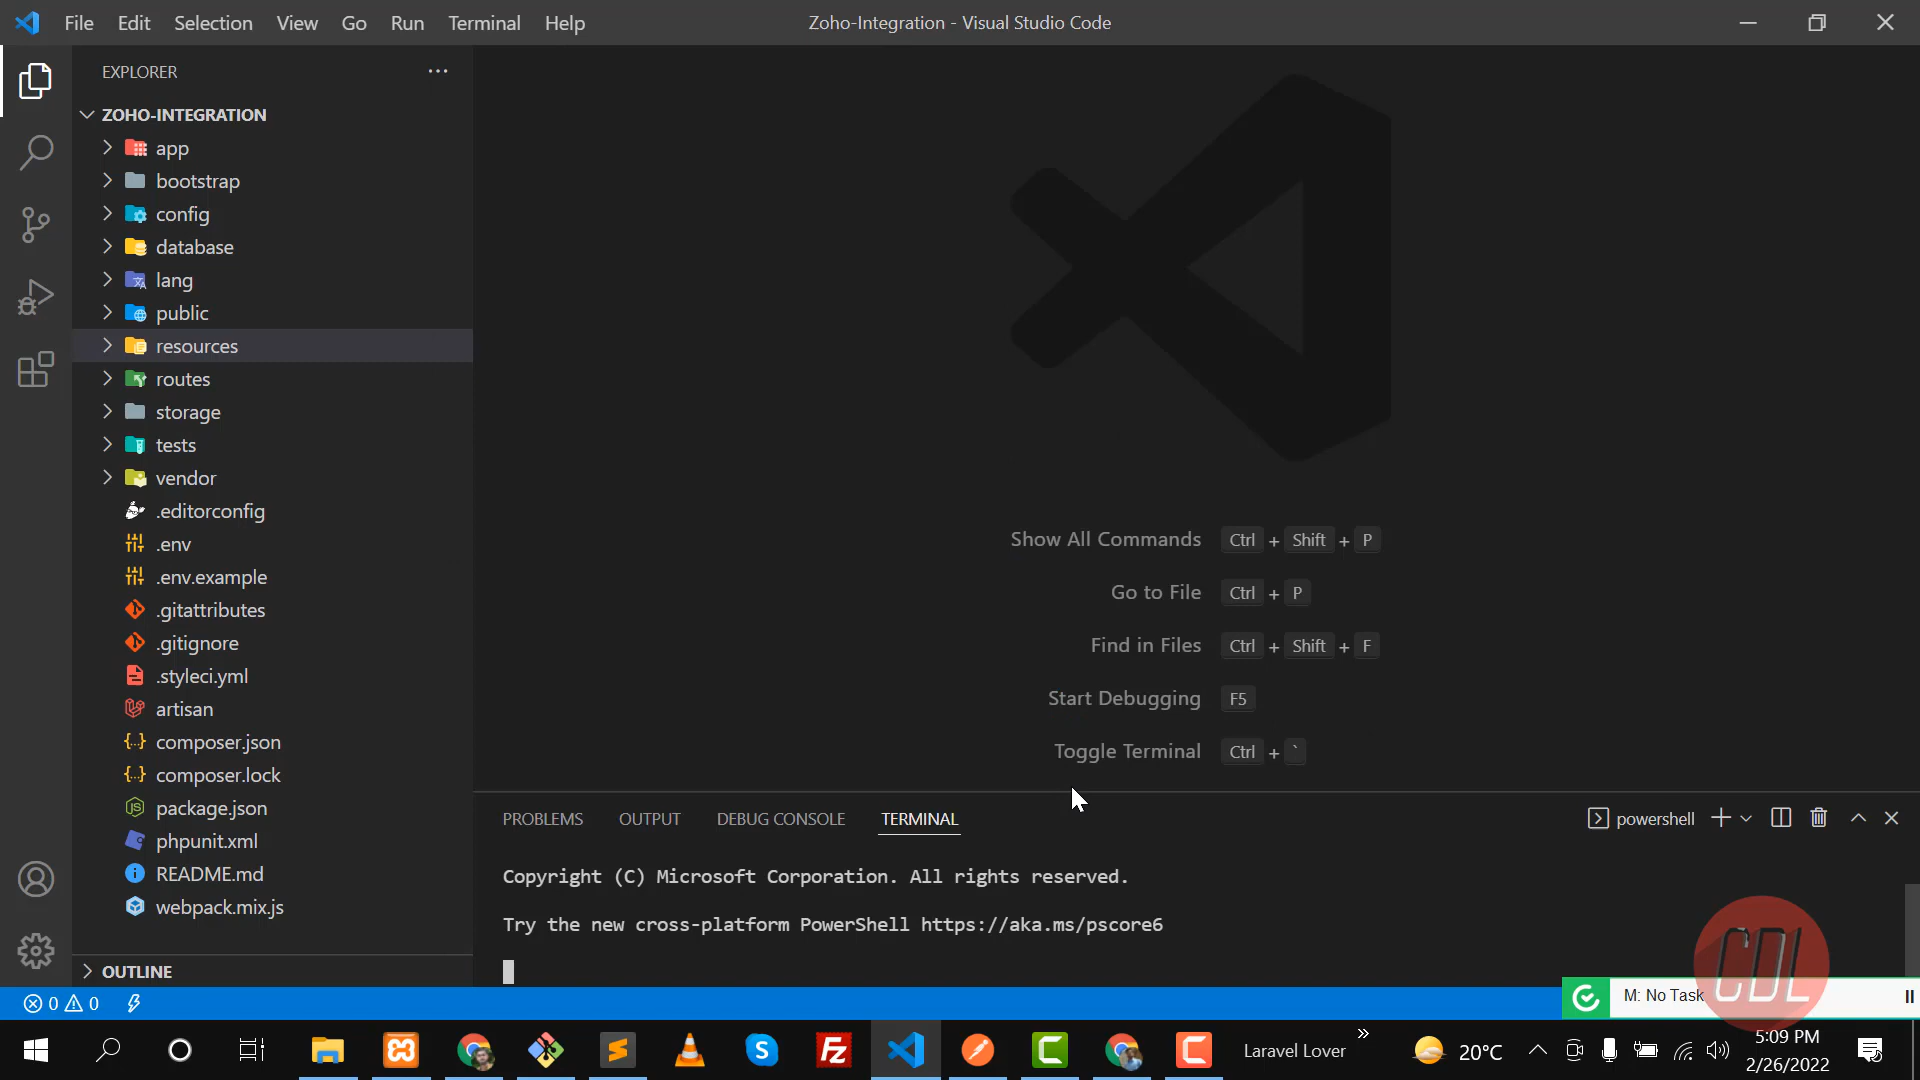 File Edit Selection View Go Run Terminal Help
Zoho-Integration - Visual Studio Code
EXPLORER
ZOHO-INTEGRATION
app
bootstrap
config
database
lang
public
resources
routes
storage
tests
vendor
.editorconfig
.env
.env.example
.gitattributes
.gitignore
.styleci.yml
artisan
composer.json
composer.lock
package.json
phpunit.xml
README.md
webpack.mix.js
OUTLINE
Show All Commands Ctrl + Shift + P
Go to File Ctrl + P
Find in Files Ctrl + Shift + F
Start Debugging F5
Toggle Terminal Ctrl + `
PROBLEMS OUTPUT DEBUG CONSOLE TERMINAL
powershell
Copyright (C) Microsoft Corporation. All rights reserved.
Try the new cross-platform PowerShell https://aka.ms/pscore6
CDL
0 0
M: No Task
Laravel Lover
20°C
5:09 PM
2/26/2022